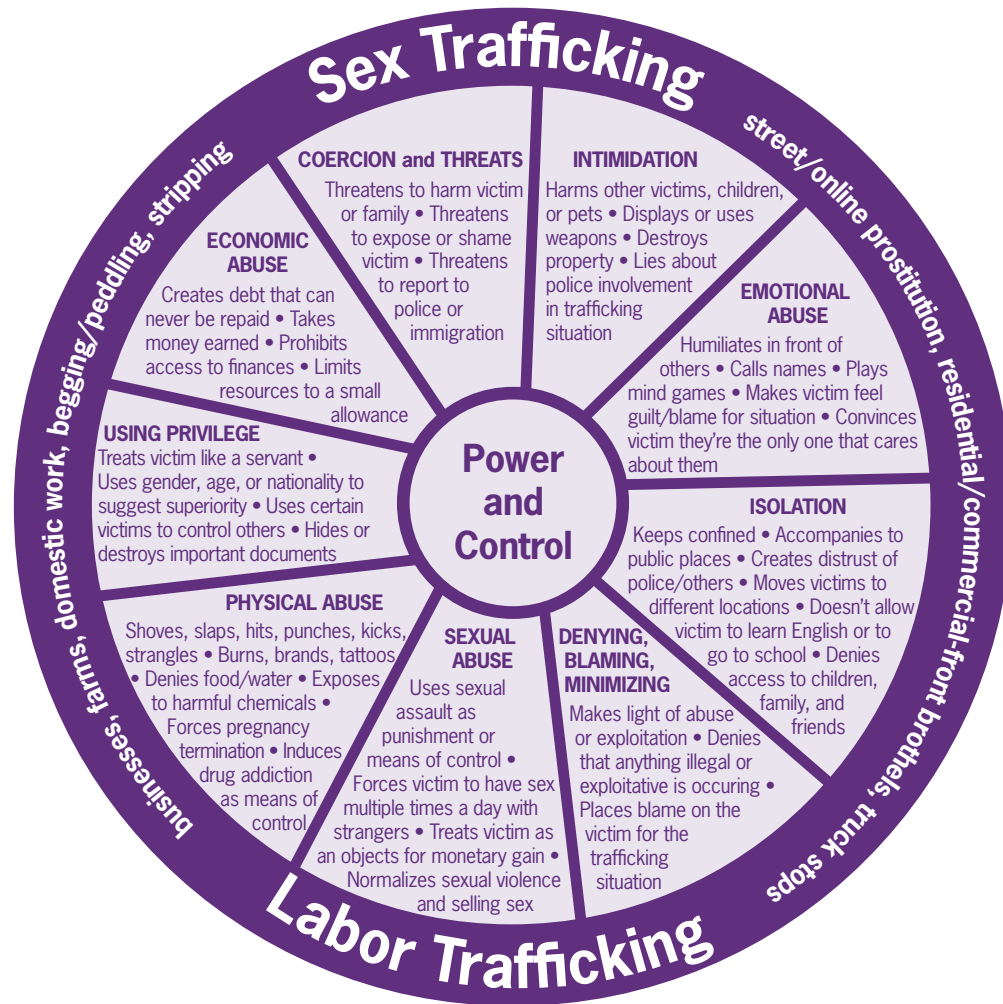 Sex Trafficking
street/online prostitution, residential/commercial-front brothels, truck stops
Labor Trafficking
businesses, farms, domestic work, begging/peddling, stripping
Power
and
Control
COERCION and THREATS
Threatens to harm victim
or family • Threatens
to expose or shame
victim • Threatens
to report to
police or
immigration
INTIMIDATION
Harms other victims, children,
or pets • Displays or uses
weapons • Destroys
property • Lies about
police involvement
in trafficking
situation
EMOTIONAL
ABUSE
Humiliates in front of
others • Calls names • Plays
mind games • Makes victim feel
guilt/blame for situation • Convinces
victim they’re the only one that cares
about them
ISOLATION
Keeps confined • Accompanies to
public places • Creates distrust of
police/others • Moves victims to
different locations • Doesn’t allow
victim to learn English or to
go to school • Denies
access to children,
family, and
friends
DENYING,
BLAMING,
MINIMIZING
Makes light of abuse
or exploitation • Denies
that anything illegal or
exploitative is occuring •
Places blame on the
victim for the
trafficking
situation
SEXUAL
ABUSE
Uses sexual
assault as
punishment or
means of control •
Forces victim to have sex
multiple times a day with
strangers • Treats victim as
an objects for monetary gain •
Normalizes sexual violence
and selling sex
PHYSICAL ABUSE
Shoves, slaps, hits, punches, kicks,
strangles • Burns, brands, tattoos
• Denies food/water • Exposes
to harmful chemicals •
Forces pregnancy
termination • Induces
drug addiction
as means of
control
USING PRIVILEGE
Treats victim like a servant •
Uses gender, age, or nationality to
suggest superiority • Uses certain
victims to control others • Hides or
destroys important documents
ECONOMIC
ABUSE
Creates debt that can
never be repaid • Takes
money earned • Prohibits
access to finances • Limits
resources to a small
allowance